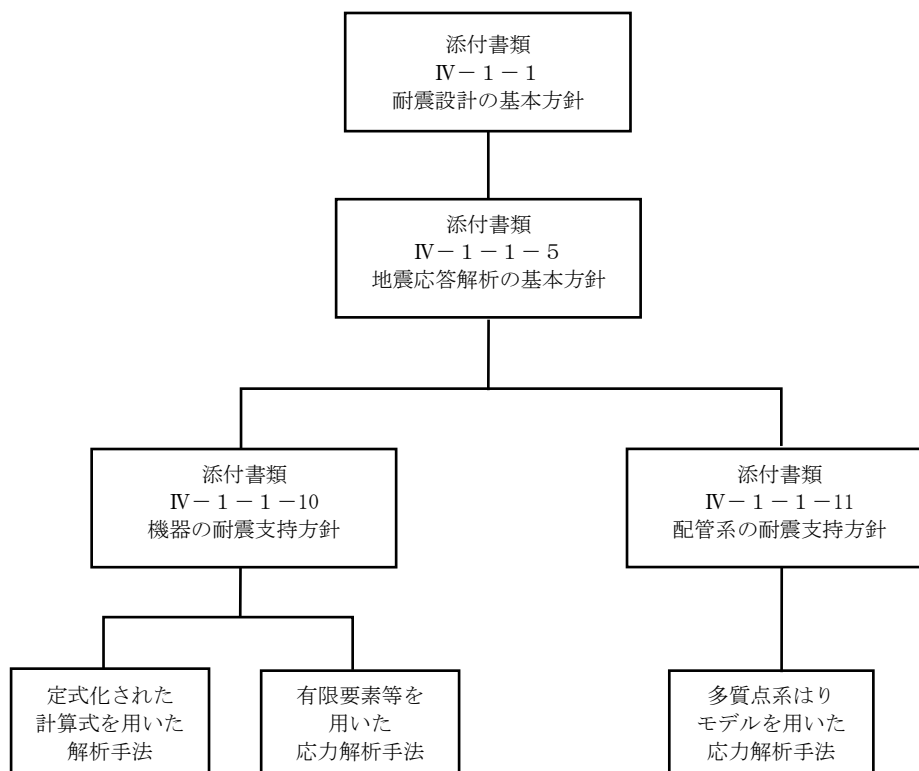 添付書類
Ⅳ－１－１
耐震設計の基本方針
添付書類
Ⅳ－１－１－５
地震応答解析の基本方針
添付書類
Ⅳ－１－１－10
機器の耐震支持方針
添付書類
Ⅳ－１－１－11
配管系の耐震支持方針
定式化された
計算式を用いた
解析手法
有限要素等を
用いた
応力解析手法
多質点系はり
モデルを用いた
応力解析手法